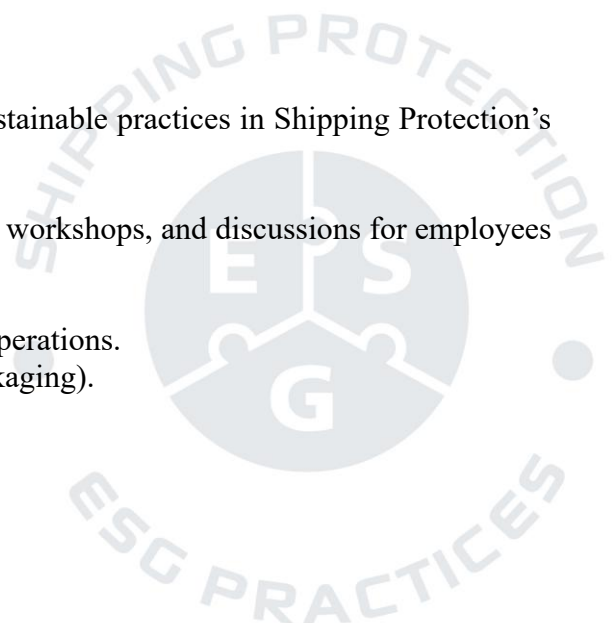 SHIPPING PROTECTION
stainable practices in Shipping Protection’s
workshops, and discussions for employees
E S
perations.
kaging).
G
ESG PRACTICES